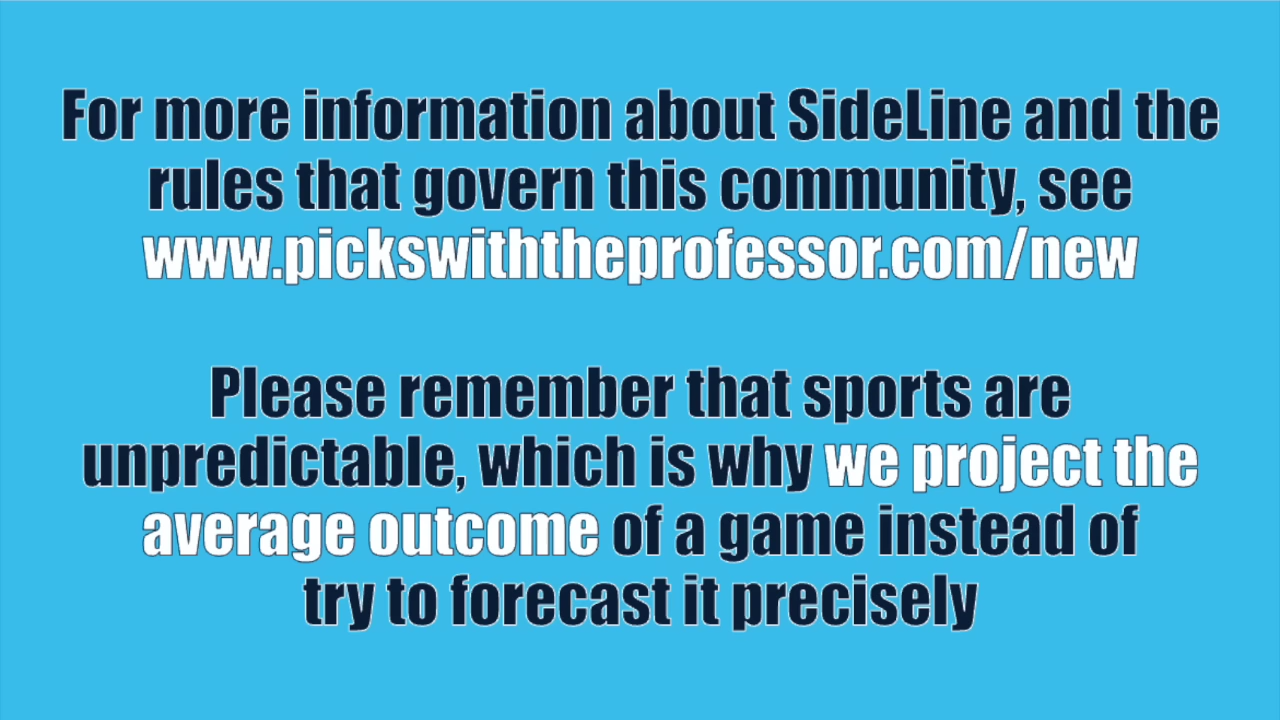 For more information about SideLine and the
rules that govern this community, see
www.pickswiththeprofessor.com/new
Please remember that sports are
unpredictable, which is why we project the
average outcome of a game instead of
try to forecast it precisely